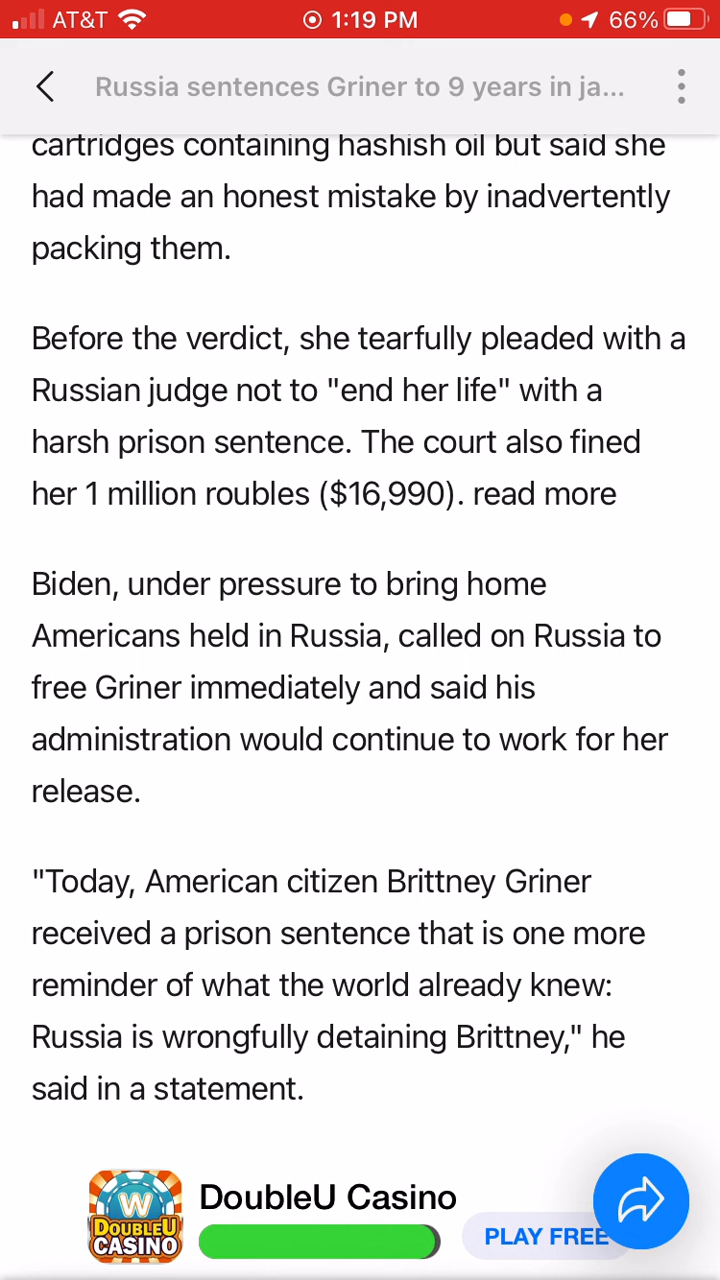 AT&T 1:19 PM 66%
Russia sentences Griner to 9 years in ja...
cartridges containing hashish oil but said she
had made an honest mistake by inadvertently
packing them.
Before the verdict, she tearfully pleaded with a
Russian judge not to "end her life" with a
harsh prison sentence. The court also fined
her 1 million roubles ($16,990). read more
Biden, under pressure to bring home
Americans held in Russia, called on Russia to
free Griner immediately and said his
administration would continue to work for her
release.
"Today, American citizen Brittney Griner
received a prison sentence that is one more
reminder of what the world already knew:
Russia is wrongfully detaining Brittney," he
said in a statement.
W
DOUBLEU
CASINO
DoubleU Casino
PLAY FREE